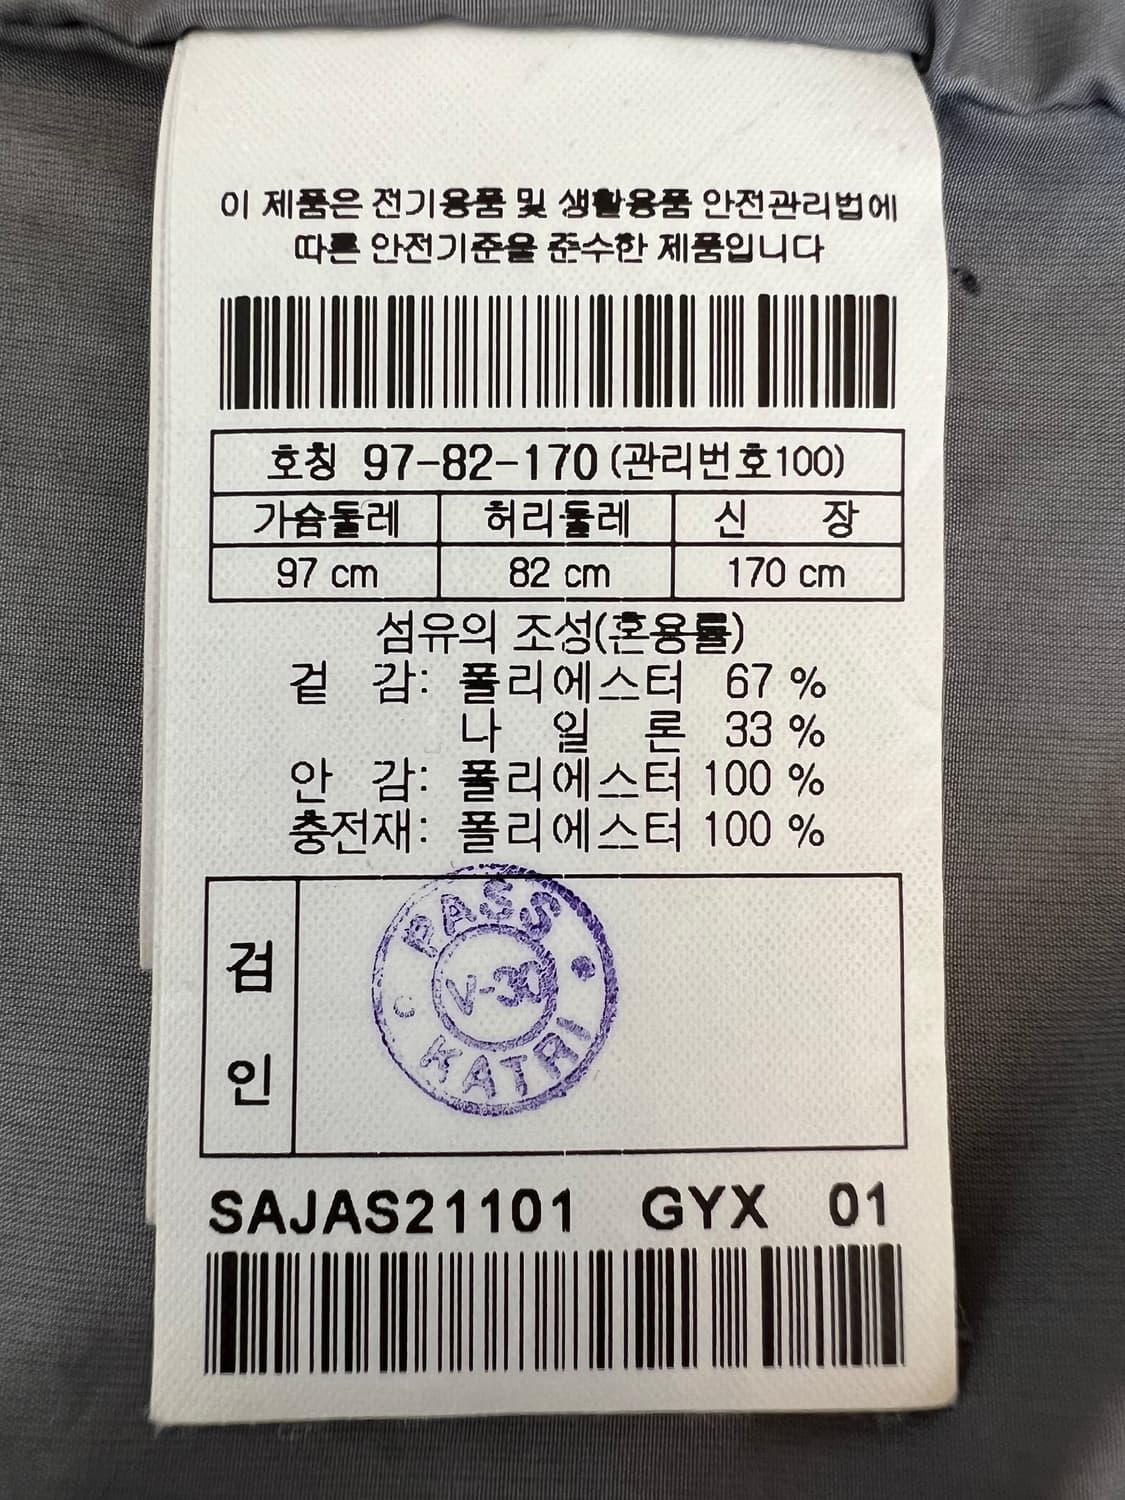 이 제품은 전기용품 및 생활용품 안전관리법에
따른 안전기준을 준수한 제품입니다
호칭 97-82-170 (관리번호100)
가슴둘레 허리둘레 신 장
97 cm 82 cm 170 cm
섬유의 조성(혼용률)
겉 감: 폴리에스터 67 %
나 일 론 33 %
안 감: 폴리에스터 100 %
충전재: 폴리에스터 100 %
검
인
PASS
V-30
KATRI
SAJAS21101 GYX 01